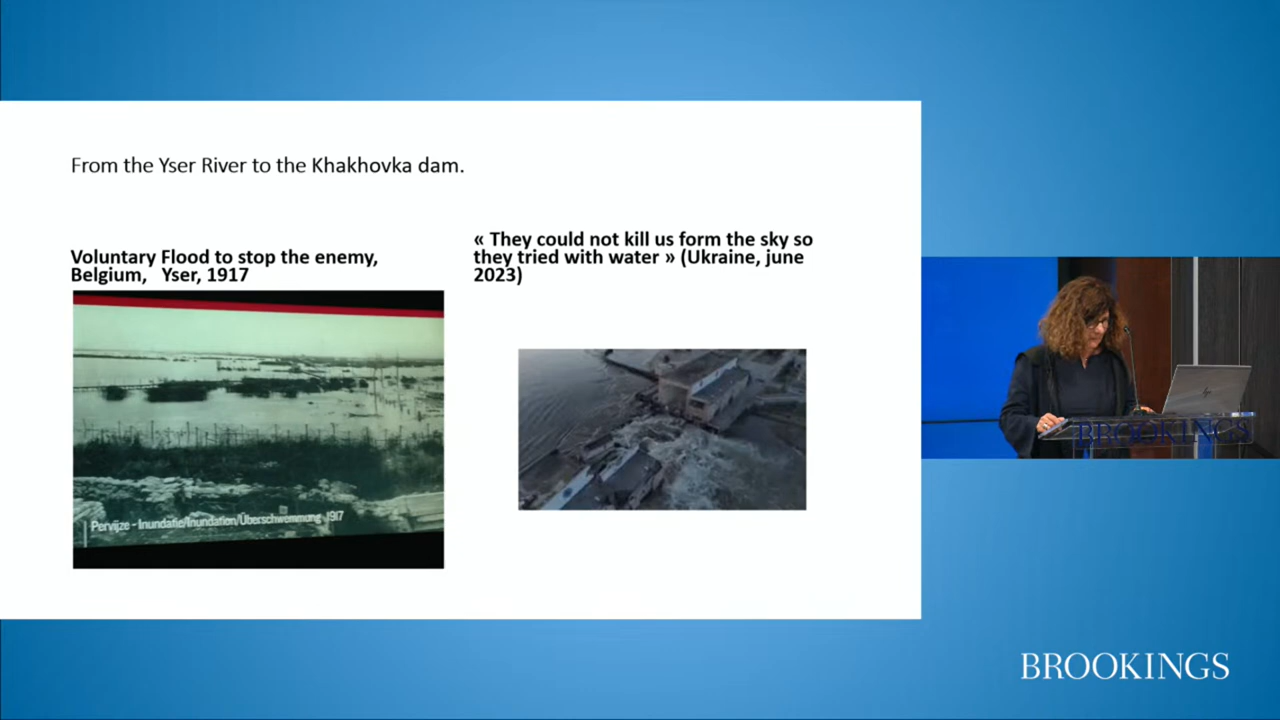 From the Yser River to the Khakhovka dam.
Voluntary Flood to stop the enemy,
Belgium, Yser, 1917
« They could not kill us form the sky so
they tried with water » (Ukraine, june
2023)
Pervijze - Inundatie/Inundation/Überschwemmung 1917
BROOKINGS
BROOKINGS